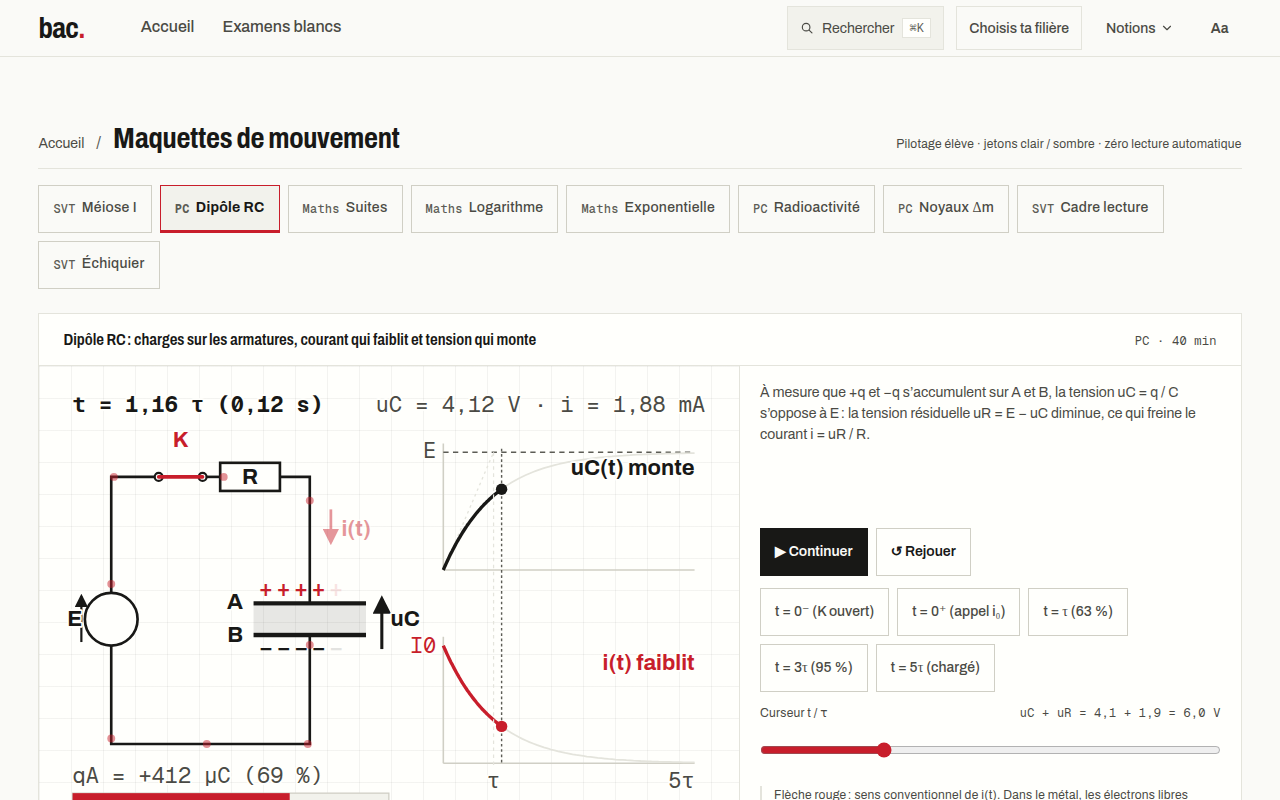 bac.
Accueil
Examens blancs
Rechercher ⌘K
Choisis ta filière
Notions
Aa
Accueil / Maquettes de mouvement
Pilotage élève · jetons clair / sombre · zéro lecture automatique
SVT Méiose I
PC Dipôle RC
Maths Suites
Maths Logarithme
Maths Exponentielle
PC Radioactivité
PC Noyaux Δm
SVT Cadre lecture
SVT Échiquier
Dipôle RC : charges sur les armatures, courant qui faiblit et tension qui monte
PC · 40 min
t = 1,16 τ (0,12 s)
uC = 4,12 V · i = 1,88 mA
K
R
i(t)
E
A
B
+ + + + +
− − − − −
uC
qA = +412 µC (69 %)
E
uC(t) monte
I0
i(t) faiblit
τ
5τ
À mesure que +q et −q s’accumulent sur A et B, la tension uC = q / C
s’oppose à E : la tension résiduelle uR = E − uC diminue, ce qui freine le
courant i = uR / R.
▶ Continuer
↺ Rejouer
t = 0⁻ (K ouvert)
t = 0⁺ (appel i₀)
t = τ (63 %)
t = 3τ (95 %)
t = 5τ (chargé)
Curseur t / τ
uC + uR = 4,1 + 1,9 = 6,0 V
Flèche rouge : sens conventionnel de i(t). Dans le métal, les électrons libres